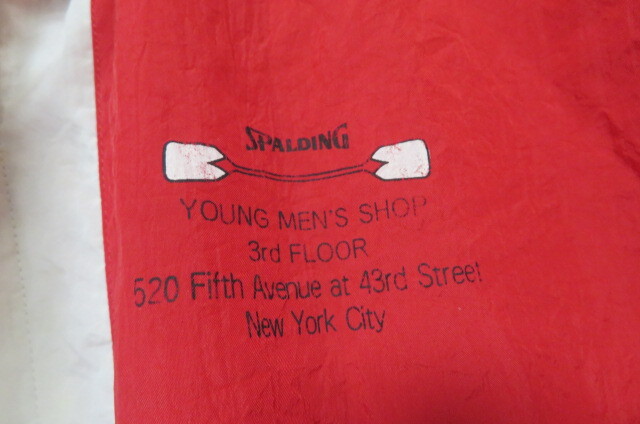 SPALDING
YOUNG MEN'S SHOP
3rd FLOOR
520 Fifth Avenue at 43rd Street
New York City